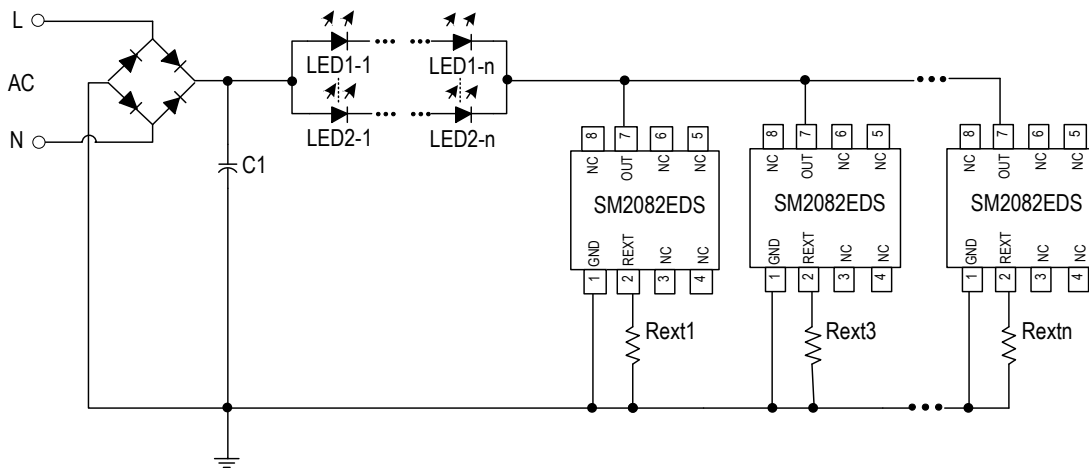 L
AC
N
C1
LED1-1
LED1-n
LED2-1
LED2-n
8 7 6 5
NC OUT NC NC
SM2082EDS
GND REXT NC NC
1 2 3 4
Rext1
8 7 6 5
NC OUT NC NC
SM2082EDS
GND REXT NC NC
1 2 3 4
Rext3
8 7 6 5
NC OUT NC NC
SM2082EDS
GND REXT NC NC
1 2 3 4
Rextn